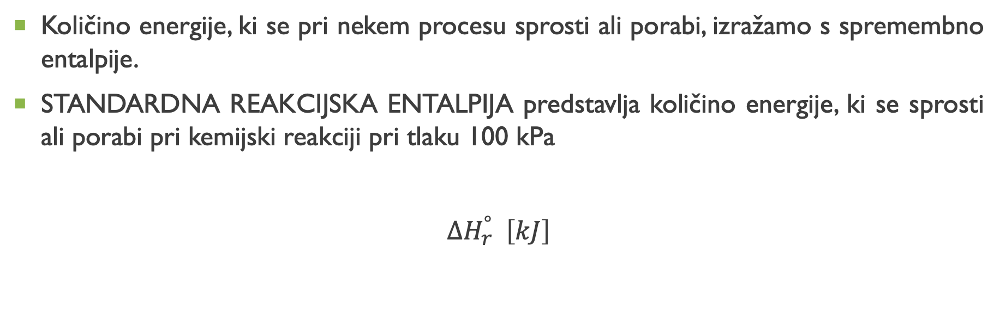 ▪ Količino energije, ki se pri nekem procesu sprosti ali porabi, izražamo s spremembno
entalpije.
▪ STANDARDNA REAKCIJSKA ENTALPIJA predstavlja količino energije, ki se sprosti
ali porabi pri kemijski reakciji pri tlaku 100 kPa
ΔH°r [kJ]